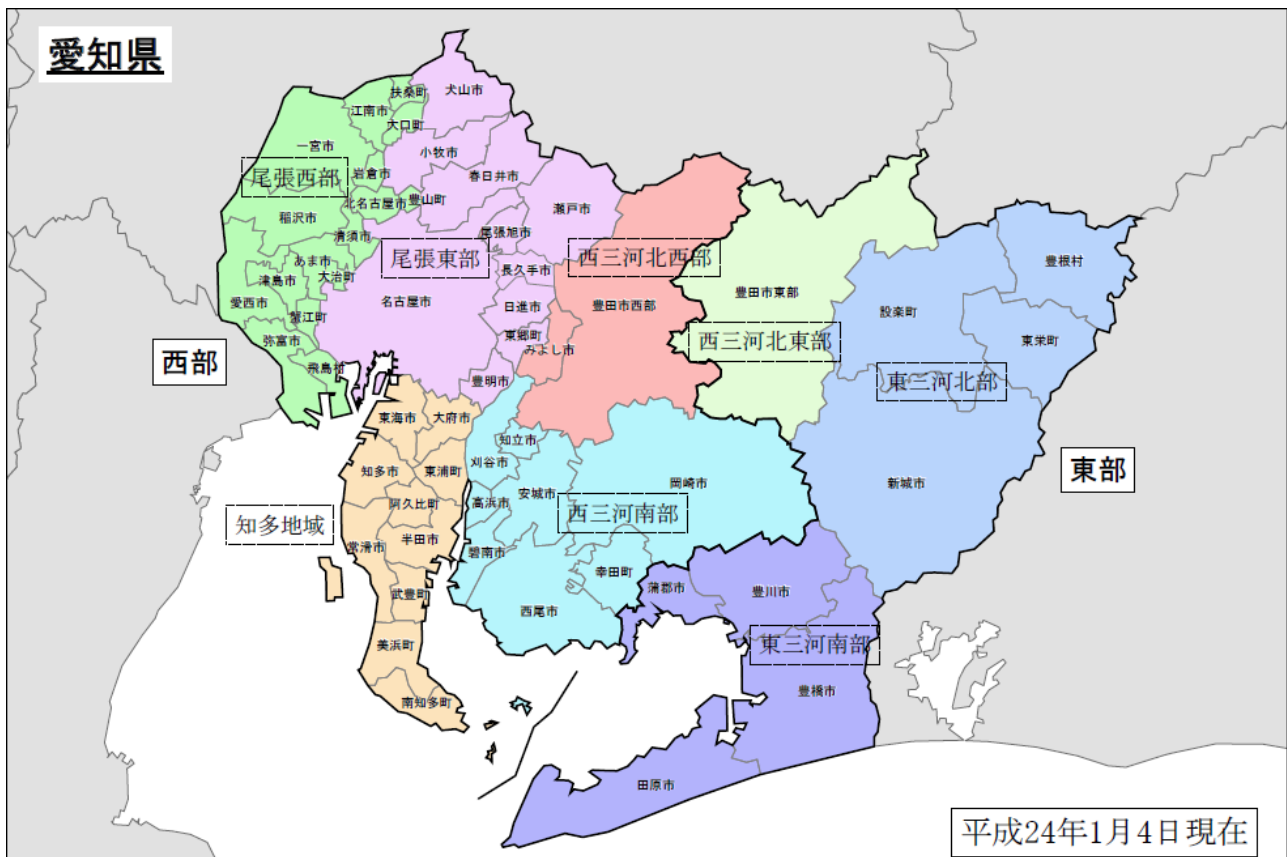 愛知県
犬山市
扶桑町
江南市
大口町
一宮市
小牧市
尾張西部
岩倉市
春日井市
北名古屋市
豊山町
瀬戸市
稲沢市
清須市
尾張旭市
尾張東部
西三河北西部
あま市
長久手市
津島市
大治町
豊根村
愛西市
名古屋市
日進市
豊田市西部
豊田市東部
設楽町
蟹江町
弥富市
東郷町
みよし市
西三河北東部
東栄町
西部
飛島村
豊明市
東三河北部
東海市
大府市
知立市
知多市
東浦町
刈谷市
東部
岡崎市
新城市
安城市
阿久比町
高浜市
知多地域
西三河南部
常滑市
半田市
碧南市
幸田町
蒲郡市
豊川市
武豊町
西尾市
美浜町
東三河南部
豊橋市
南知多町
田原市
平成24年1月4日現在